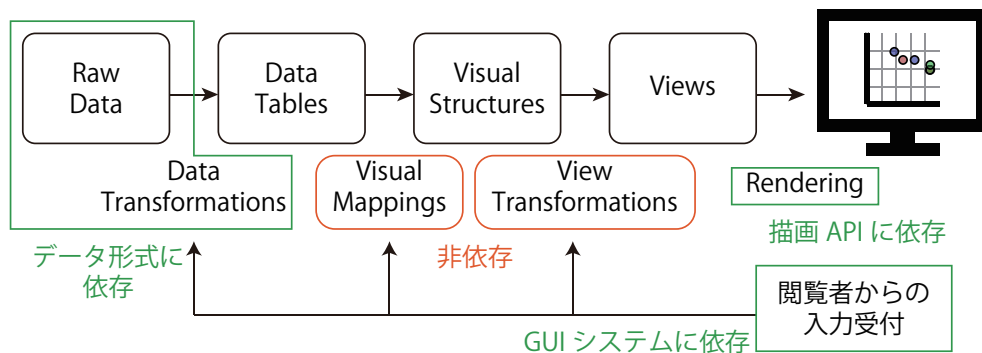 Raw
Data
Data
Tables
Visual
Structures
Views
Data
Transformations
Visual
Mappings
View
Transformations
Rendering
データ形式に
依存
非依存
描画 API に依存
閲覧者からの
入力受付
GUI システムに依存